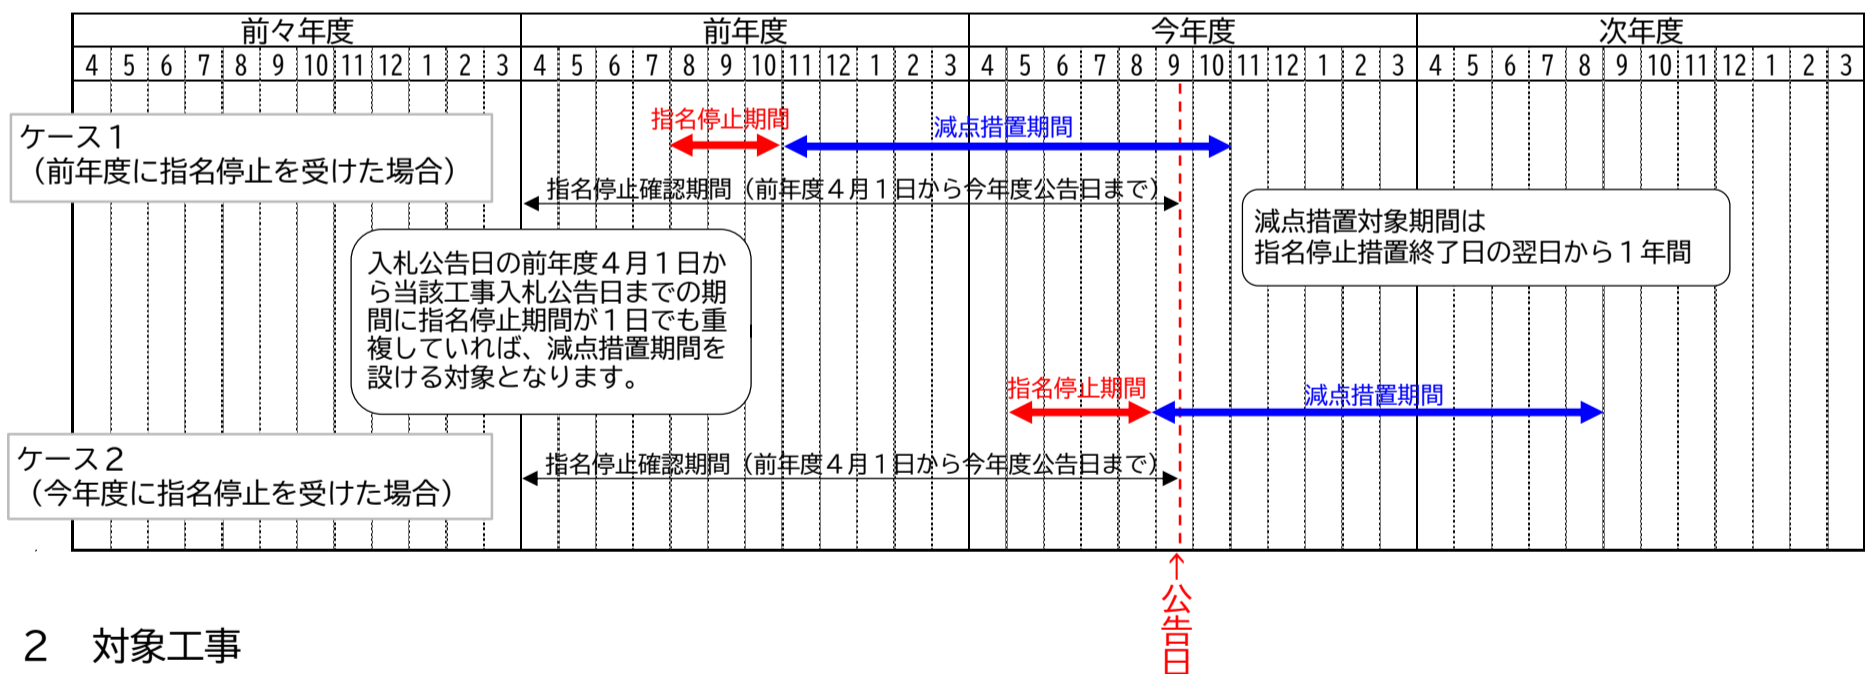 前々年度 前年度 今年度 次年度
4 5 6 7 8 9 10 11 12 1 2 3 4 5 6 7 8 9 10 11 12 1 2 3 4 5 6 7 8 9 10 11 12 1 2 3 4 5 6 7 8 9 10 11 12 1 2 3
ケース１
（前年度に指名停止を受けた場合）
指名停止期間
減点措置期間
指名停止確認期間（前年度４月１日から今年度公告日まで）
減点措置対象期間は
指名停止措置終了日の翌日から１年間
入札公告日の前年度４月１日か
ら当該工事入札公告日までの期
間に指名停止期間が１日でも重
複していれば、減点措置期間を
設ける対象となります。
指名停止期間
減点措置期間
ケース２
（今年度に指名停止を受けた場合）
指名停止確認期間（前年度４月１日から今年度公告日まで）
↑公告日
２　対象工事